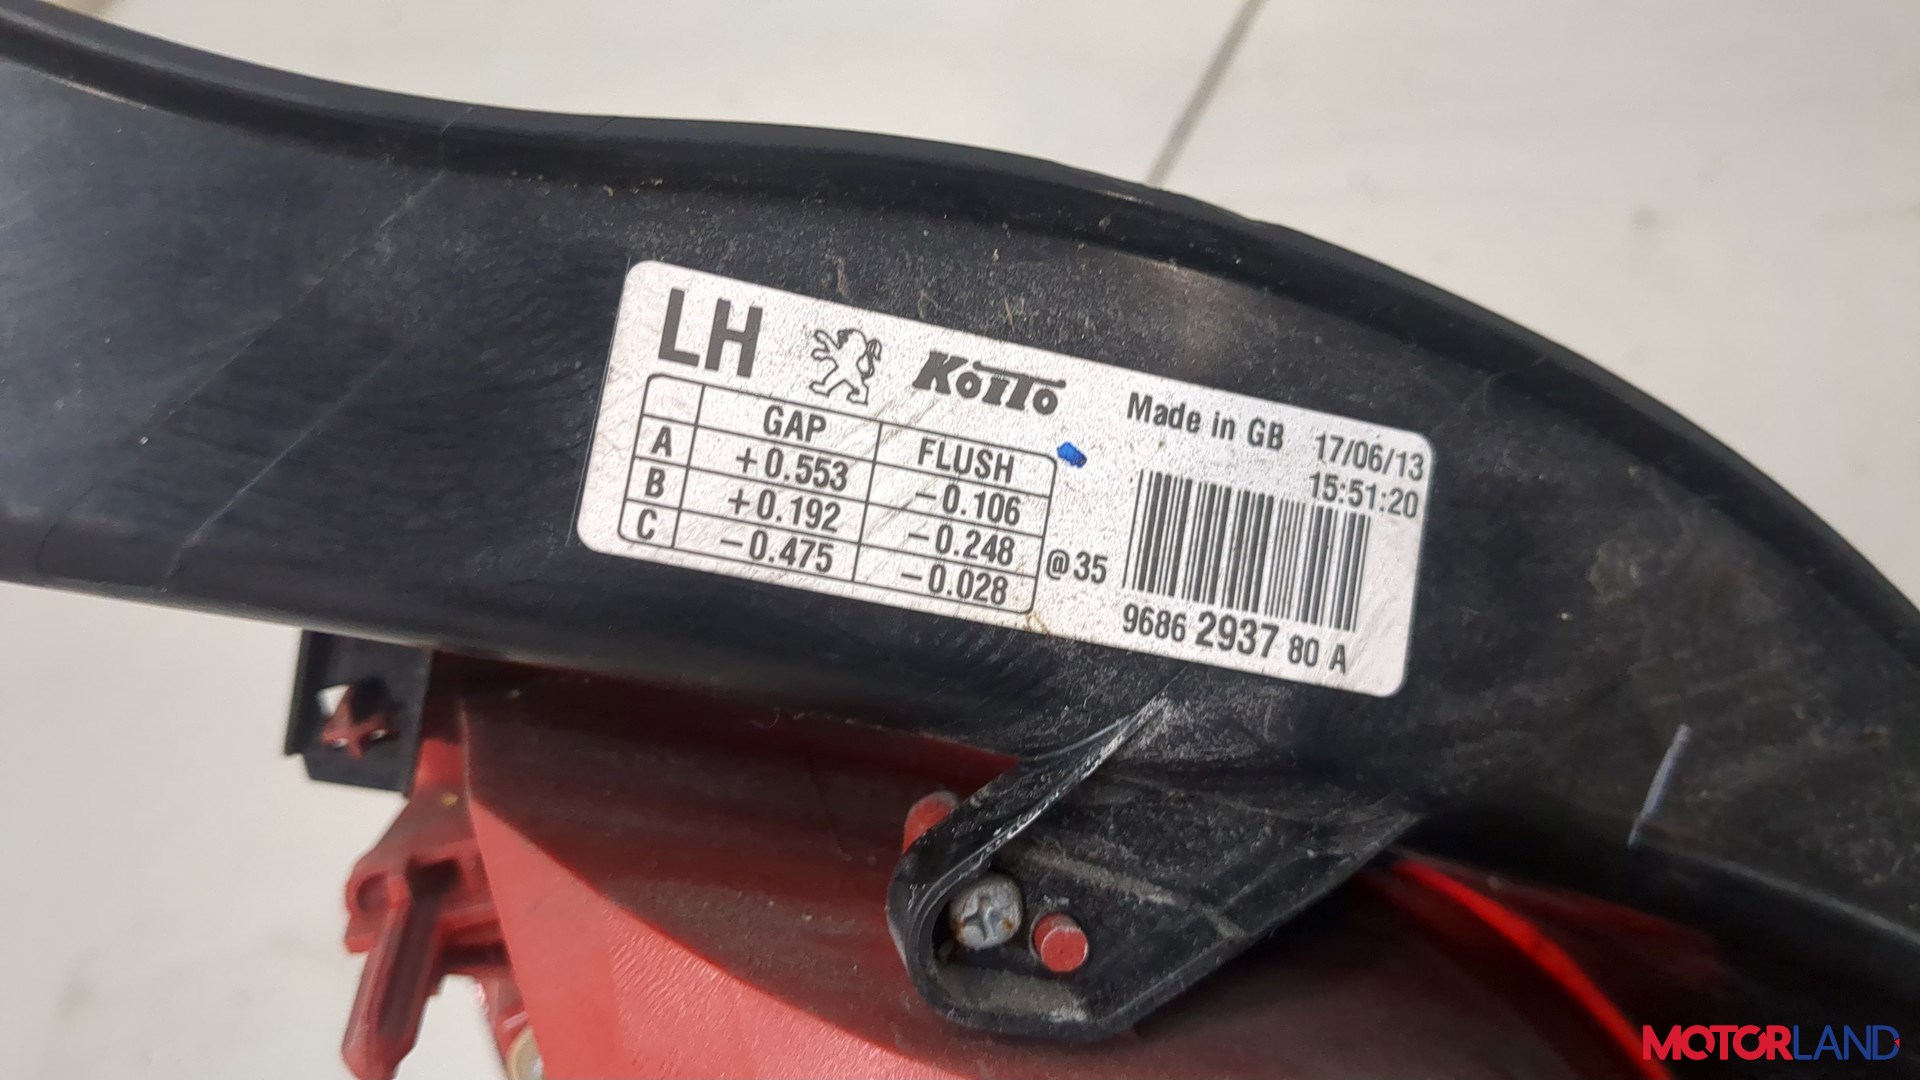 LH KOITO Made in GB 17/06/13
15:51:20
GAP FLUSH
A +0.553 -0.106
B +0.192 -0.248
C -0.475 -0.028
@35
9686 2937 80 A
MOTORLAND